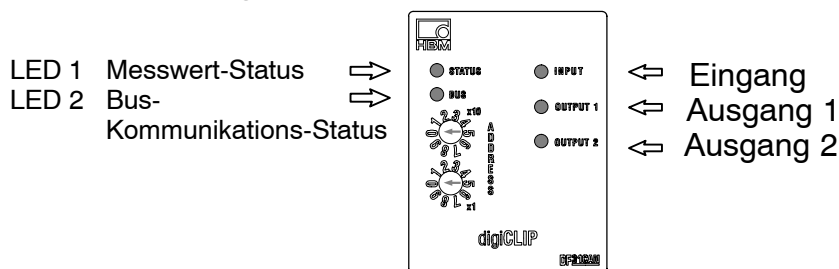 HBM
LED 1 Messwert-Status
LED 2 Bus-
Kommunikations-Status
STATUS
BUS
x10
ADDRESS
x1
INPUT
OUTPUT 1
OUTPUT 2
digiCLIP
Eingang
Ausgang 1
Ausgang 2